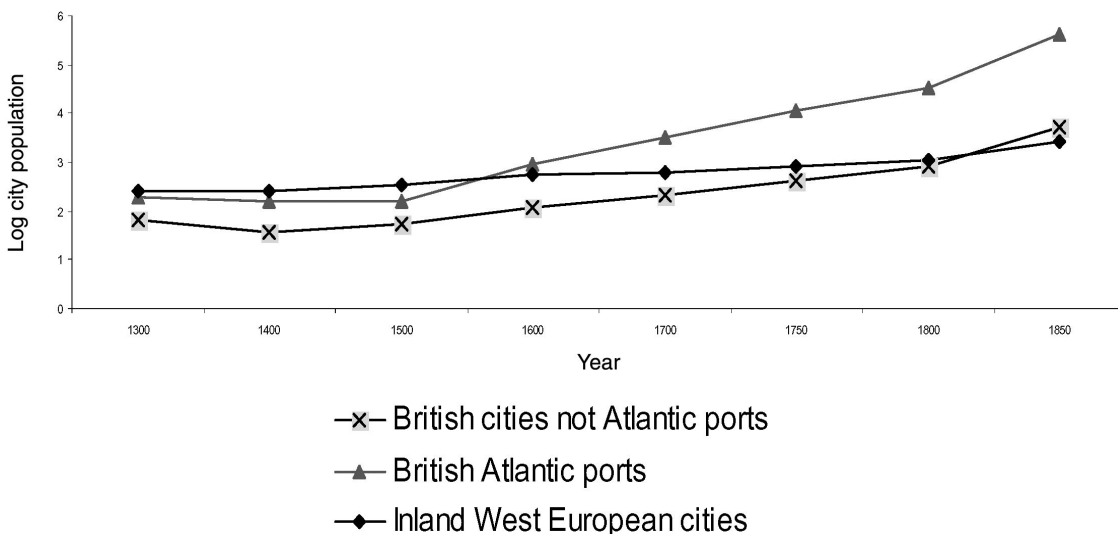 6
5
4
3
2
1
0
Log city population
1300 1400 1500 1600 1700 1750 1800 1850
Year
British cities not Atlantic ports
British Atlantic ports
Inland West European cities